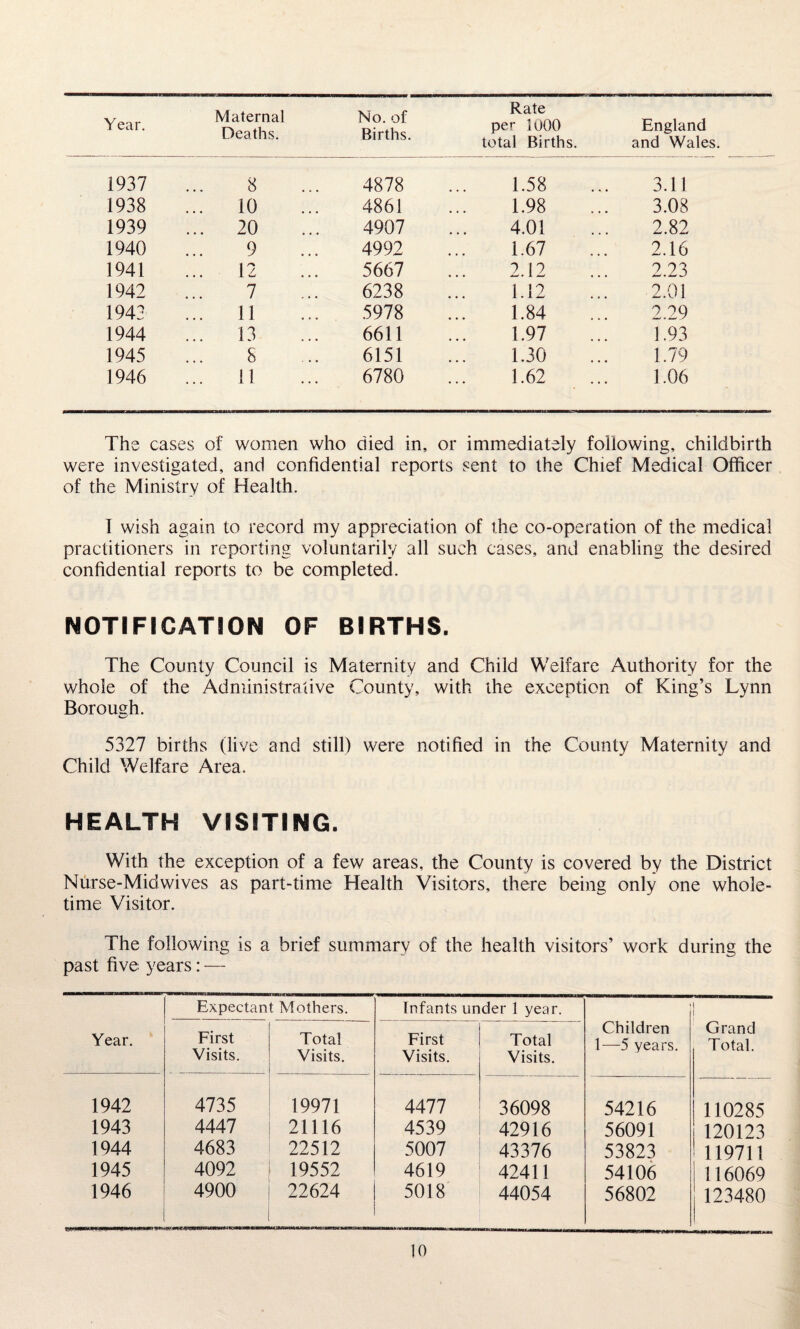 Year. Maternal Deaths. No. of Births. Rate per 1000 total Births. England and Wales.
1937 ... 8 ... 4878 ... 1.58 ... 3.11
1938 ... 10 ... 4861 ... 1.98 ... 3.08
1939 ... 20 ... 4907 ... 4.01 ... 2.82
1940 ... 9 ... 4992 ... 1.67 ... 2.16
1941 ... 12 ... 5667 ... 2.12 ... 2.23
1942 ... 7 ... 6238 ... 1.12 ... 2.01
1943 ... 11 ... 5978 ... 1.84 ... 2.29
1944 ... 13 ... 6611 ... 1.97 ... 1.93
1945 ... 8 .. 6151 ... 1.30 ... 1.79
1946 ... 11 ... 6780 ... 1.62 ... 1.06
The cases of women who died in, or immediately following, childbirth
were investigated, and confidential reports sent to the Chief Medical Officer
of the Ministry of Health.
I wish again to record my appreciation of the co-operation of the medical
practitioners in reporting voluntarily all such cases, and enabling the desired
confidential reports to be completed.
NOTIFICATION OF BIRTHS.
The County Council is Maternity and Child Welfare Authority for the
whole of the Administrative County, with the exception of King's Lynn
Borough.
5327 births (live and still) were notified in the County Maternity and
Child Welfare Area.
HEALTH VISITING.
With the exception of a few areas, the County is covered by the District
Nurse-Midwives as part-time Health Visitors, there being only one whole-
time Visitor.
The following is a brief summary of the health visitors' work during the
past five years: —
Year. Expectant Mothers. Infants under 1 year. Children 1—5 years. Grand Total.
First Visits. Total Visits. First Visits. Total Visits.
1942 4735 19971 4477 36098 54216 110285
1943 4447 21116 4539 42916 56091 120123
1944 4683 22512 5007 43376 53823 119711
1945 4092 19552 4619 42411 54106 116069
1946 4900 22624 5018 44054 56802 123480
10